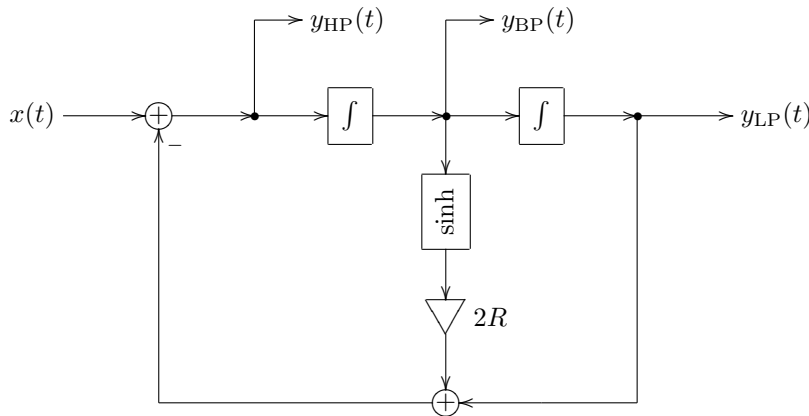 y_HP(t)
y_BP(t)
x(t)
∫
∫
y_LP(t)
+
−
sinh
2R
+